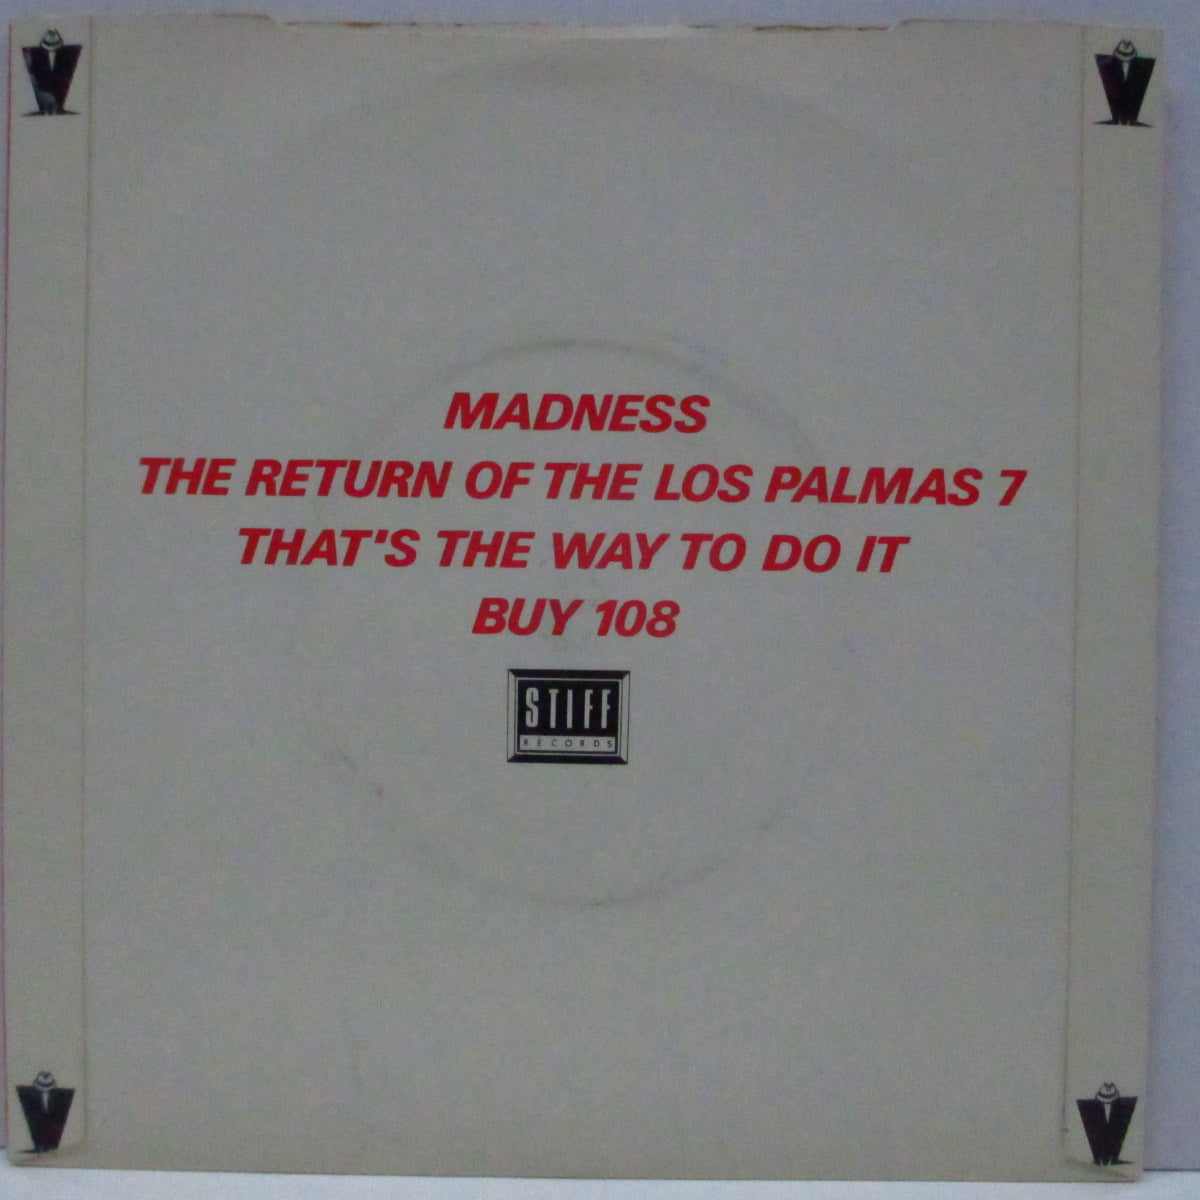 MADNESS
THE RETURN OF THE LOS PALMAS 7
THAT'S THE WAY TO DO IT
BUY 108
STIFF
RECORDS